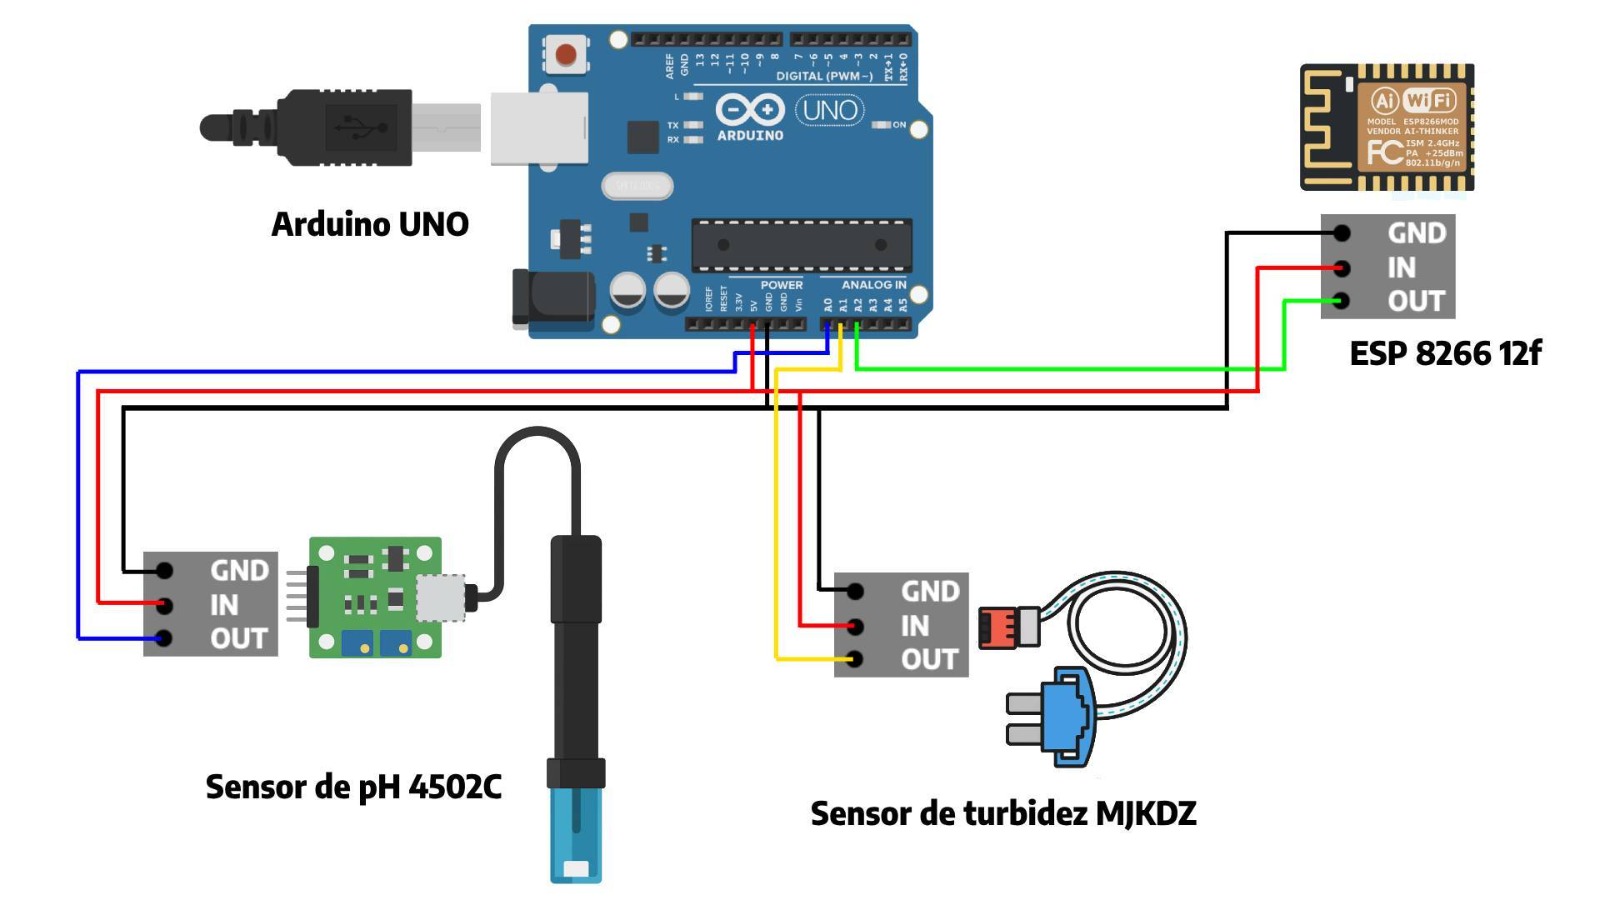 AREF
GND
13
12
~11
~10
~9
8
7
~6
~5
4
~3
2
TX→1
RX←0
DIGITAL (PWM~)
L
TX
RX
ARDUINO
UNO
ON
Arduino UNO
POWER
ANALOG IN
IOREF
RESET
3.3V
5V
GND
GND
Vin
A0
A1
A2
A3
A4
A5
Ai WiFi
MODEL ESP8266MOD
VENDOR AI-THINKER
FC
ISM 2.4GHz
PA +25dBm
802.11b/g/n
GND
IN
OUT
ESP 8266 12f
GND
IN
OUT
Sensor de pH 4502C
GND
IN
OUT
Sensor de turbidez MJKDZ